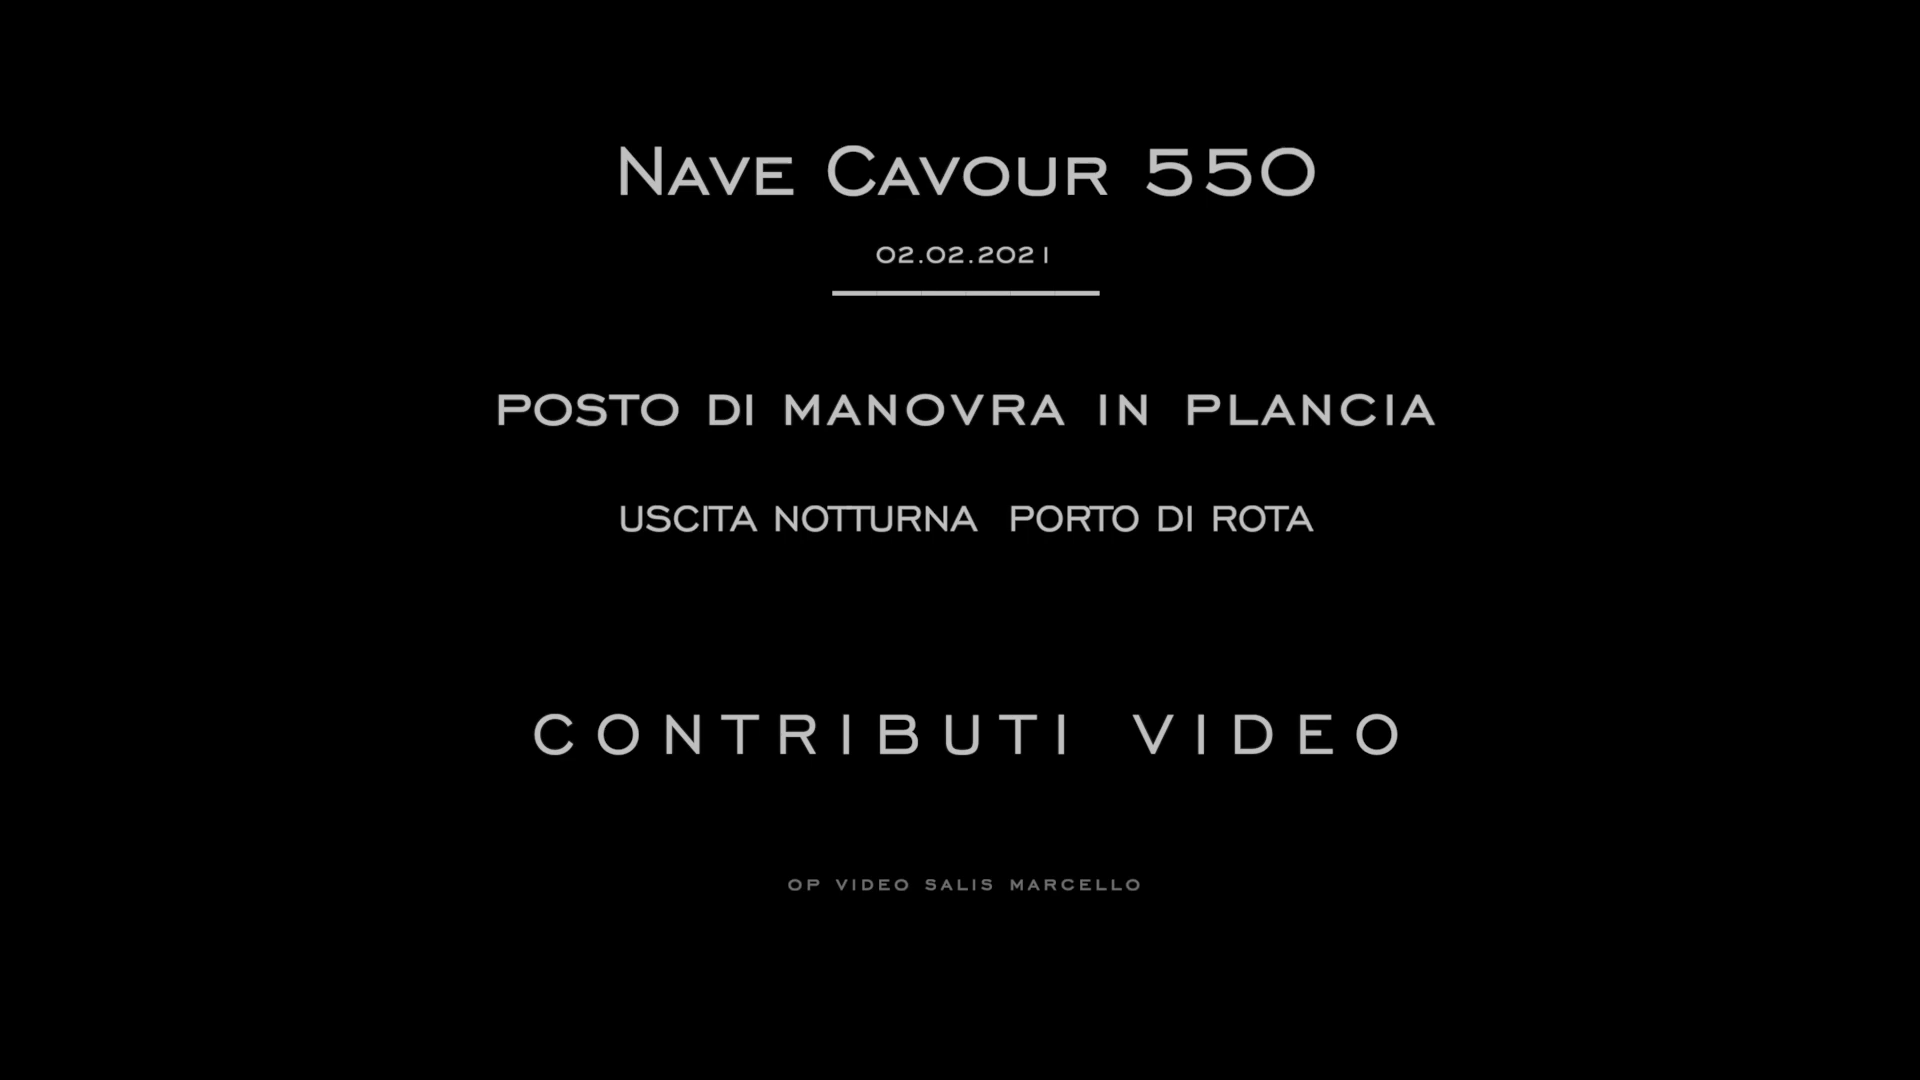 Nave Cavour 550
02.02.2021
POSTO DI MANOVRA IN PLANCIA
USCITA NOTTURNA PORTO DI ROTA
CONTRIBUTI VIDEO
OP VIDEO SALIS MARCELLO